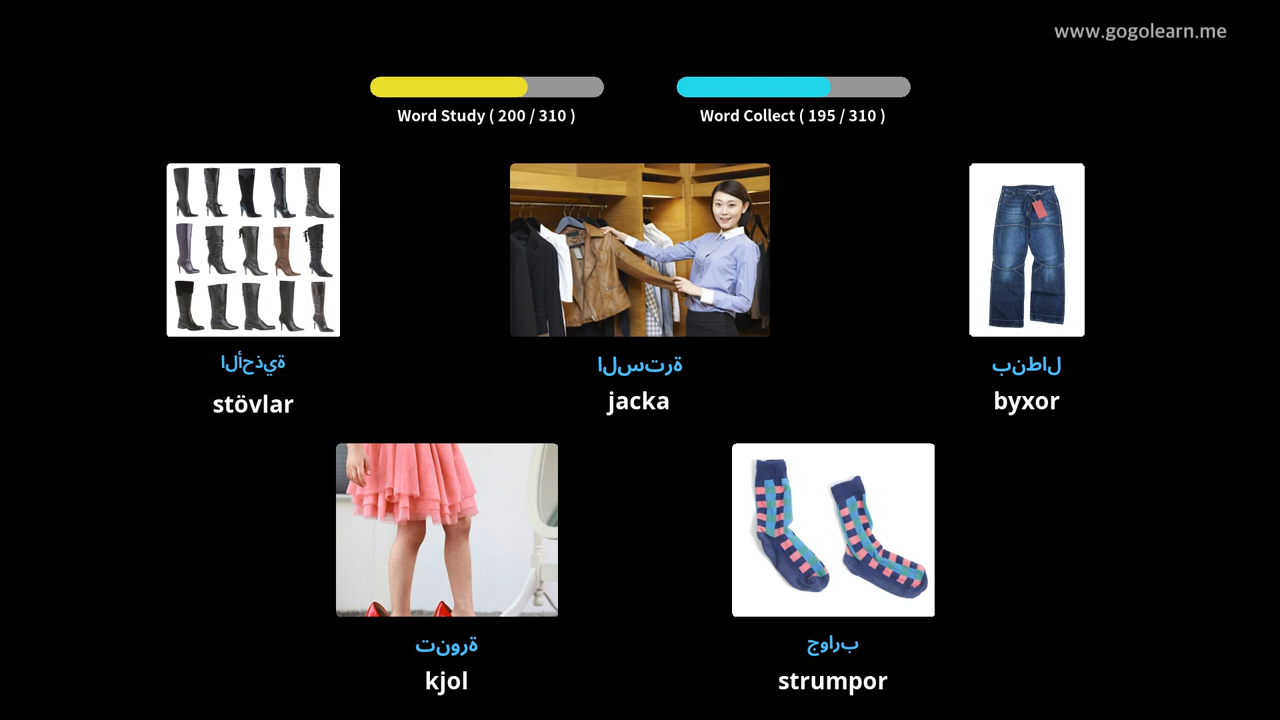 www.gogolearn.me
Word Study ( 200 / 310 )
Word Collect ( 195 / 310 )
الأحذية
stövlar
السترة
jacka
بنطال
byxor
تنورة
kjol
جوارب
strumpor